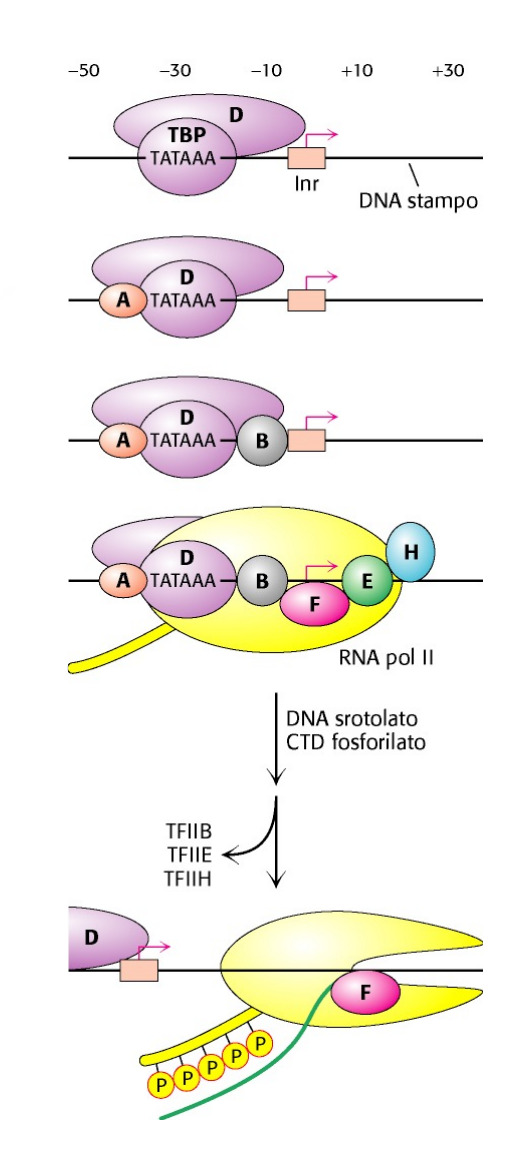 −50 −30 −10 +10 +30
D
TBP
TATAAA
Inr
DNA stampo
D
A TATAAA
D
A TATAAA B
D
H
A TATAAA B E
F
RNA pol II
DNA srotolato
CTD fosforilato
TFIIB
TFIIE
TFIIH
D
F
P P P P P